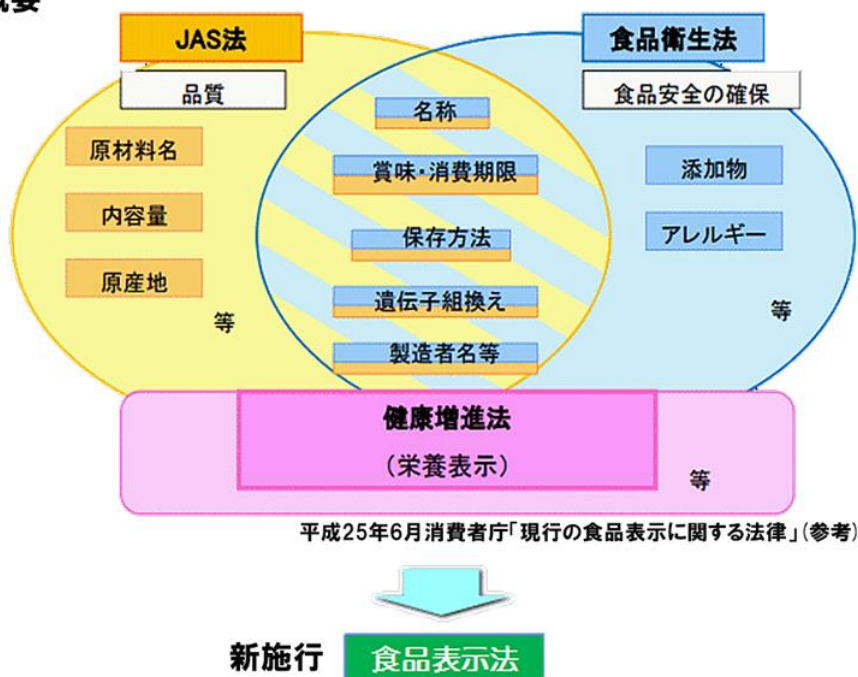 概要
JAS法
食品衛生法
品質
食品安全の確保
名称
原材料名
賞味・消費期限
添加物
内容量
保存方法
アレルギー
原産地
遺伝子組換え
等
等
製造者名等
健康増進法
(栄養表示)
等
平成25年6月消費者庁「現行の食品表示に関する法律」(参考)
新施行 食品表示法